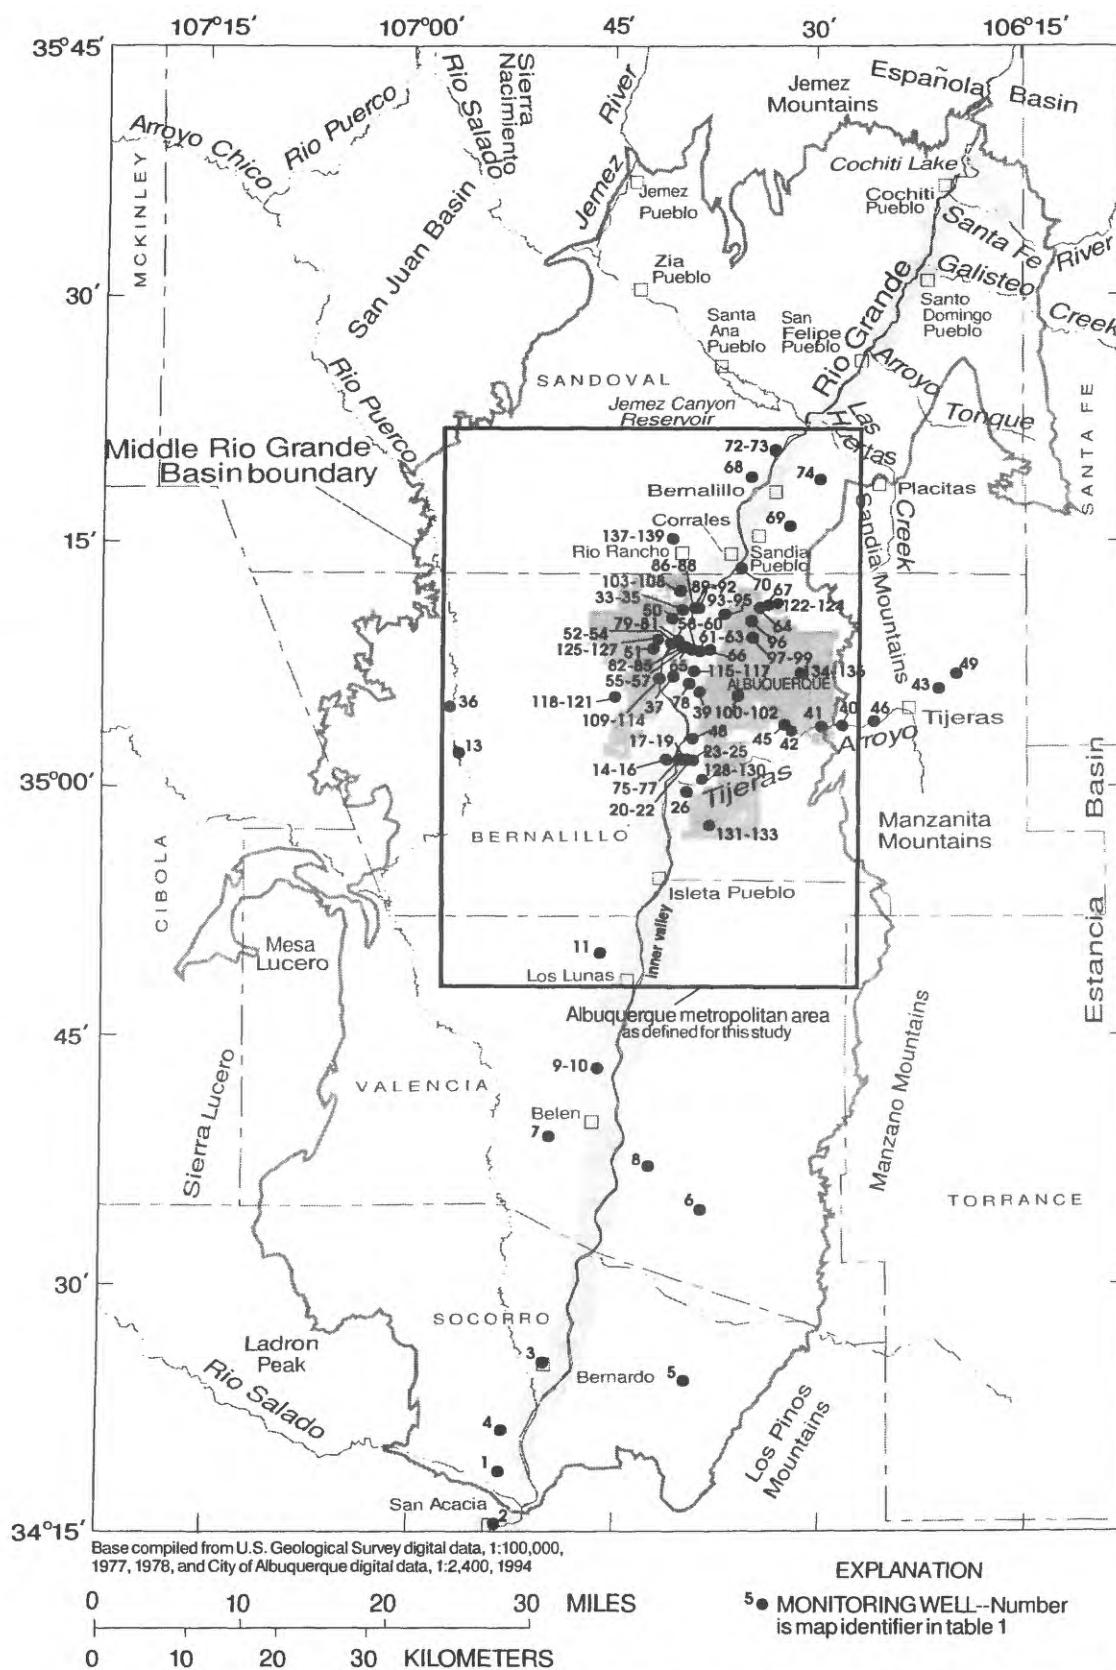 107°15′ 107°00′ 45′ 30′ 106°15′
35°45′
30′
15′
35°00′
45′
30′
34°15′
Sierra
Nacimiento
Rio Salado
River
Jemez
Jemez
Mountains
Española
Basin
Arroyo Chico
Rio Puerco
MCKINLEY
San Juan Basin
Jemez
Pueblo
Cochiti Lake
Cochiti
Pueblo
Santa Fe
River
Galisteo
Creek
Zia
Pueblo
Santa
Ana
Pueblo
San
Felipe
Pueblo
Rio Grande
Santo
Domingo
Pueblo
Arroyo
Tonque
SANTA FE
SANDOVAL
Jemez Canyon
Reservoir
Las
Huertas
Creek
Rio Puerco
Middle Rio Grande
Basin boundary
72-73
68
74
Bernalillo
Placitas
69
Corrales
137-139
Rio Rancho
Sandia
Pueblo
Sandia Mountains
86-88
103-108
89-92
70
67
33-35
93-95
122-124
50
79-81
58-60
64
52-54
61-63
96
125-127
51
66
97-99
82-85
65
115-117
134-136
55-57
ALBUQUERQUE
49
43
118-121
37
78
39
100-102
109-114
36
41
40
46
Tijeras
45
42
Arroyo
13
17-19
48
23-25
14-16
128-130
75-77
Tijeras
20-22
26
131-133
BERNALILLO
Manzanita
Mountains
Estancia Basin
CIBOLA
Isleta Pueblo
Mesa
Lucero
inner valley
11
Los Lunas
Albuquerque metropolitan area
as defined for this study
Sierra Lucero
VALENCIA
9-10
Belen
7
8
6
Manzano Mountains
TORRANCE
SOCORRO
Ladron
Peak
Rio Salado
3
Bernardo
5
4
1
San Acacia
2
Los Pinos
Mountains
Base compiled from U.S. Geological Survey digital data, 1:100,000,
1977, 1978, and City of Albuquerque digital data, 1:2,400, 1994
0 10 20 30 MILES
0 10 20 30 KILOMETERS
EXPLANATION
5 MONITORING WELL--Number
is map identifier in table 1